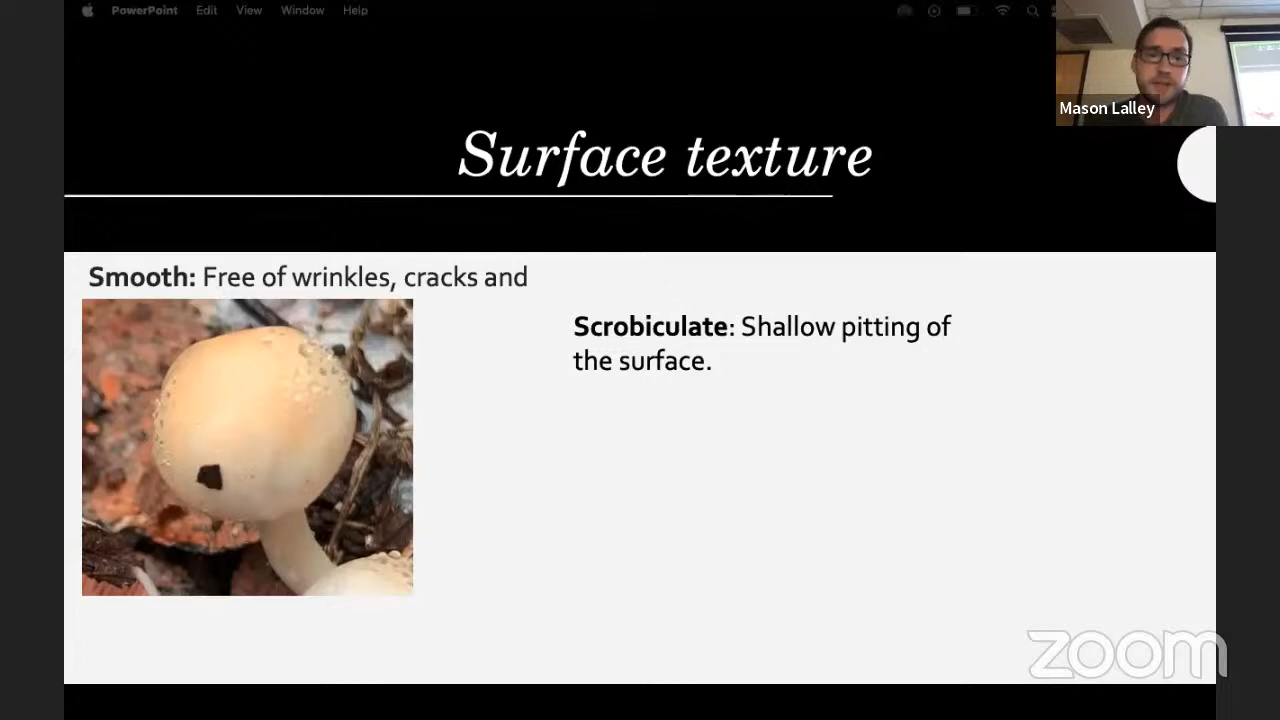 PowerPoint Edit View Window Help
Mason Lalley
Surface texture
Smooth: Free of wrinkles, cracks and
Scrobiculate: Shallow pitting of
the surface.
zoom